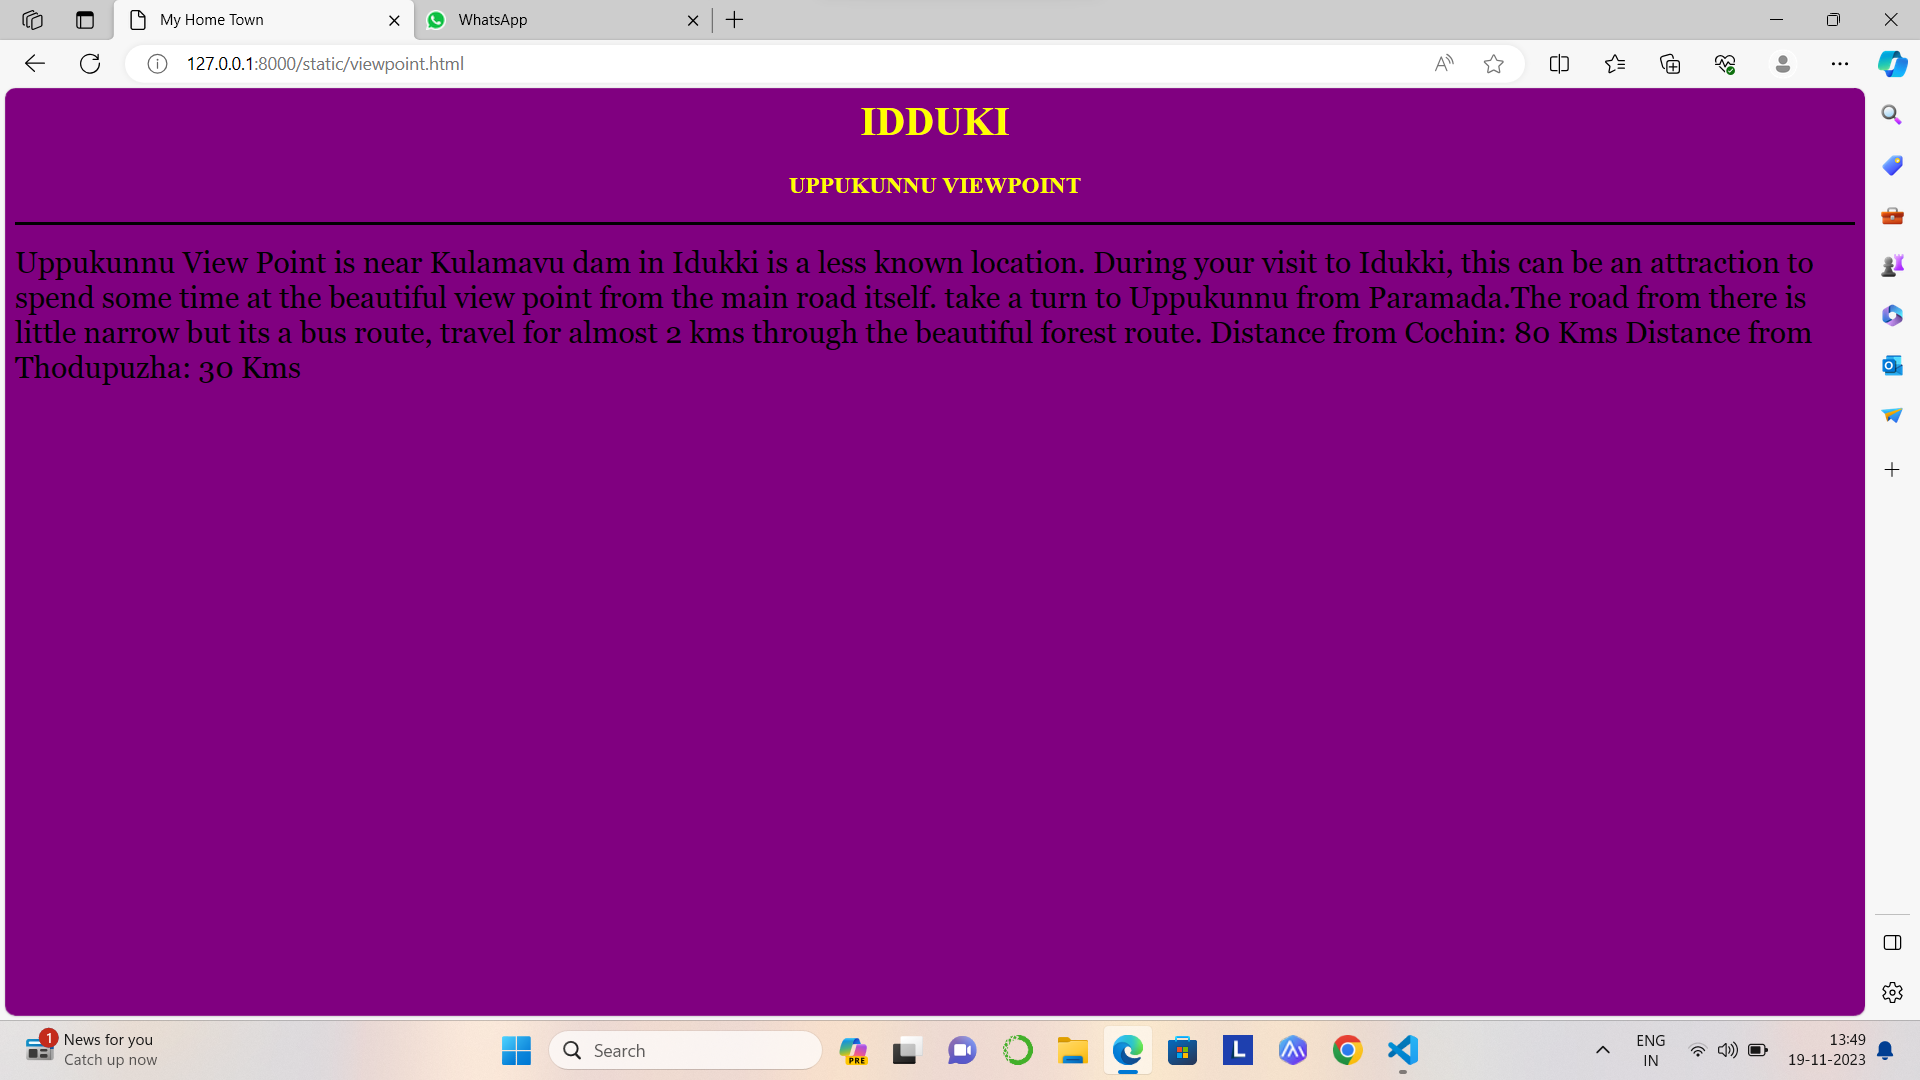 My Home Town
WhatsApp
127.0.0.1:8000/static/viewpoint.html
IDDUKI
UPPUKUNNU VIEWPOINT
Uppukunnu View Point is near Kulamavu dam in Idukki is a less known location. During your visit to Idukki, this can be an attraction to
spend some time at the beautiful view point from the main road itself. take a turn to Uppukunnu from Paramada.The road from there is
little narrow but its a bus route, travel for almost 2 kms through the beautiful forest route. Distance from Cochin: 80 Kms Distance from
Thodupuzha: 30 Kms
1
News for you
Catch up now
Search
PRE
L
ENG
IN
13:49
19-11-2023